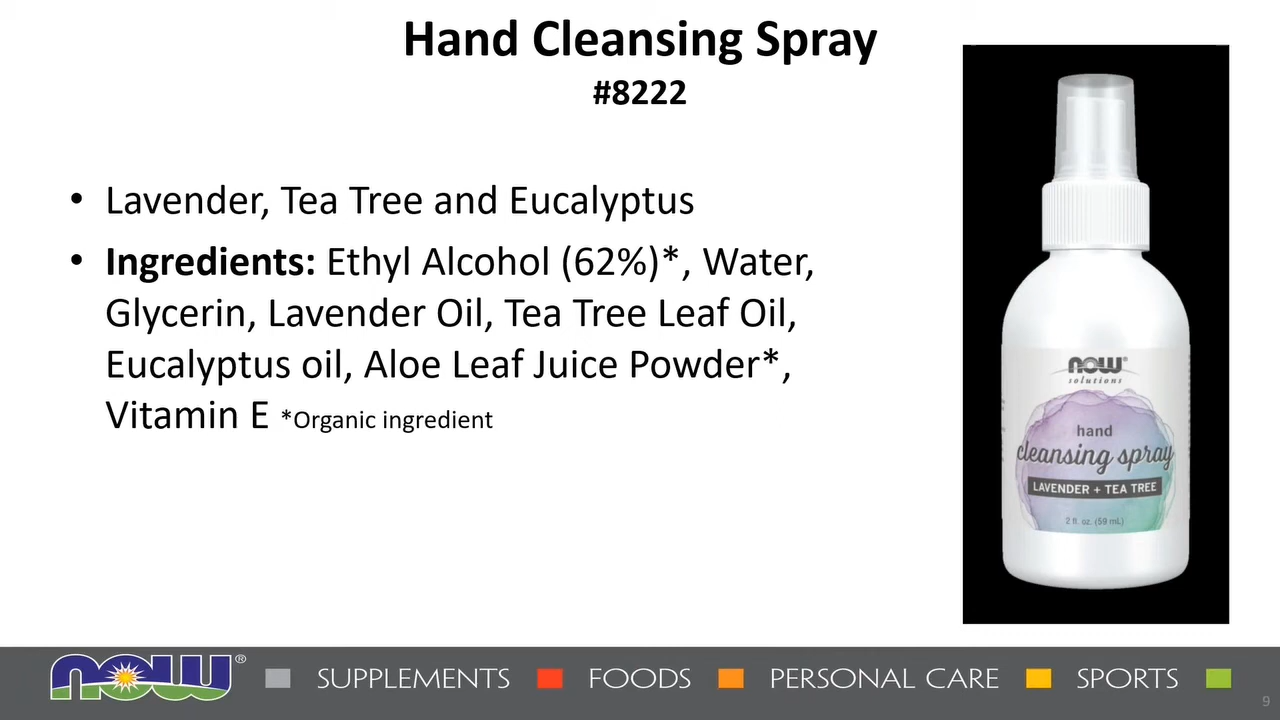 Hand Cleansing Spray
#8222
• Lavender, Tea Tree and Eucalyptus
• Ingredients: Ethyl Alcohol (62%)*, Water,
Glycerin, Lavender Oil, Tea Tree Leaf Oil,
Eucalyptus oil, Aloe Leaf Juice Powder*,
Vitamin E *Organic ingredient
now®
solutions
hand
cleansing spray
LAVENDER + TEA TREE
2 fl. oz. (59 mL)
now® SUPPLEMENTS FOODS PERSONAL CARE SPORTS
9